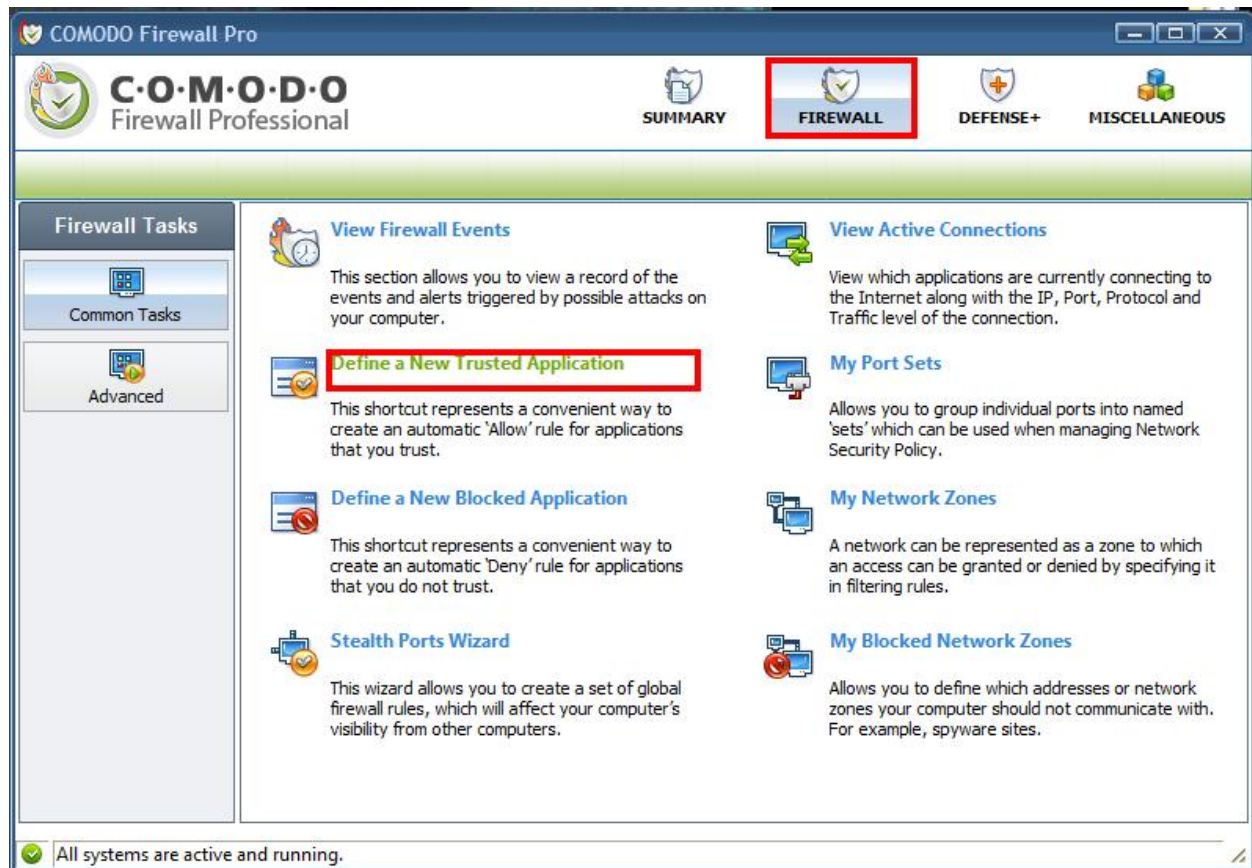 COMODO Firewall Pro
C·O·M·O·D·O
Firewall Professional
SUMMARY
FIREWALL
DEFENSE+
MISCELLANEOUS
Firewall Tasks
Common Tasks
Advanced
View Firewall Events
This section allows you to view a record of the
events and alerts triggered by possible attacks on
your computer.
Define a New Trusted Application
This shortcut represents a convenient way to
create an automatic 'Allow' rule for applications
that you trust.
Define a New Blocked Application
This shortcut represents a convenient way to
create an automatic 'Deny' rule for applications
that you do not trust.
Stealth Ports Wizard
This wizard allows you to create a set of global
firewall rules, which will affect your computer's
visibility from other computers.
View Active Connections
View which applications are currently connecting to
the Internet along with the IP, Port, Protocol and
Traffic level of the connection.
My Port Sets
Allows you to group individual ports into named
'sets' which can be used when managing Network
Security Policy.
My Network Zones
A network can be represented as a zone to which
an access can be granted or denied by specifying it
in filtering rules.
My Blocked Network Zones
Allows you to define which addresses or network
zones your computer should not communicate with.
For example, spyware sites.
All systems are active and running.